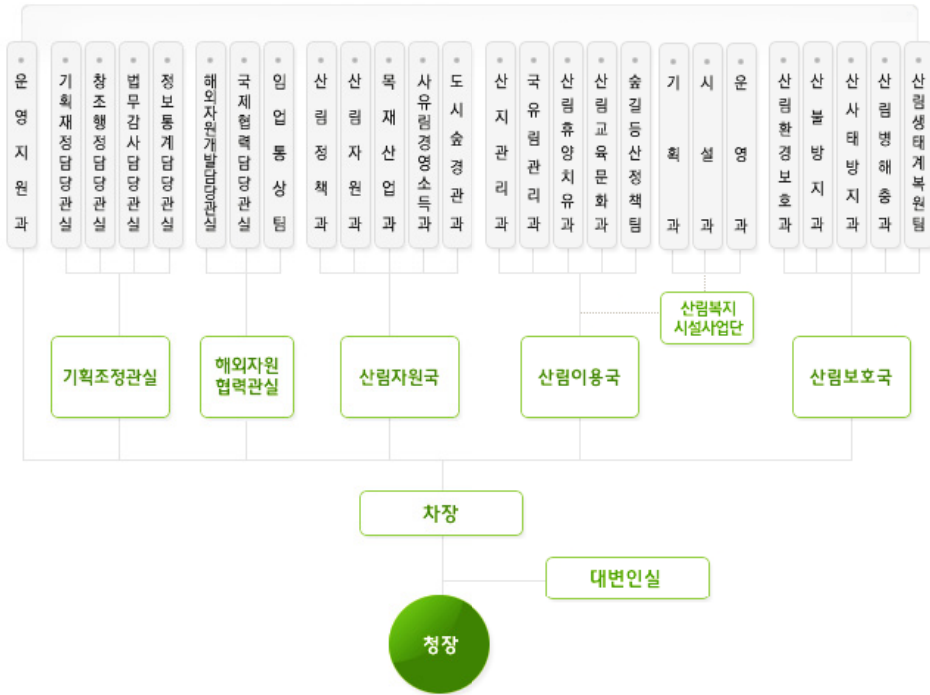 운영지원과
기획재정담당관실
창조행정담당관실
법무감사담당관실
정보통계담당관실
해외자원개발담당관실
국제협력담당관실
임업통상팀
산림정책과
산림자원과
목재산업과
사유림경영소득과
도시숲경관과
산지관리과
국유림관리과
산림휴양치유과
산림교육문화과
숲길등산정책팀
기획과
시설과
운영과
산림환경보호과
산불방지과
산사태방지과
산림병해충과
산림생태계복원팀
산림복지
시설사업단
기획조정관실
해외자원
협력관실
산림자원국
산림이용국
산림보호국
차장
대변인실
청장